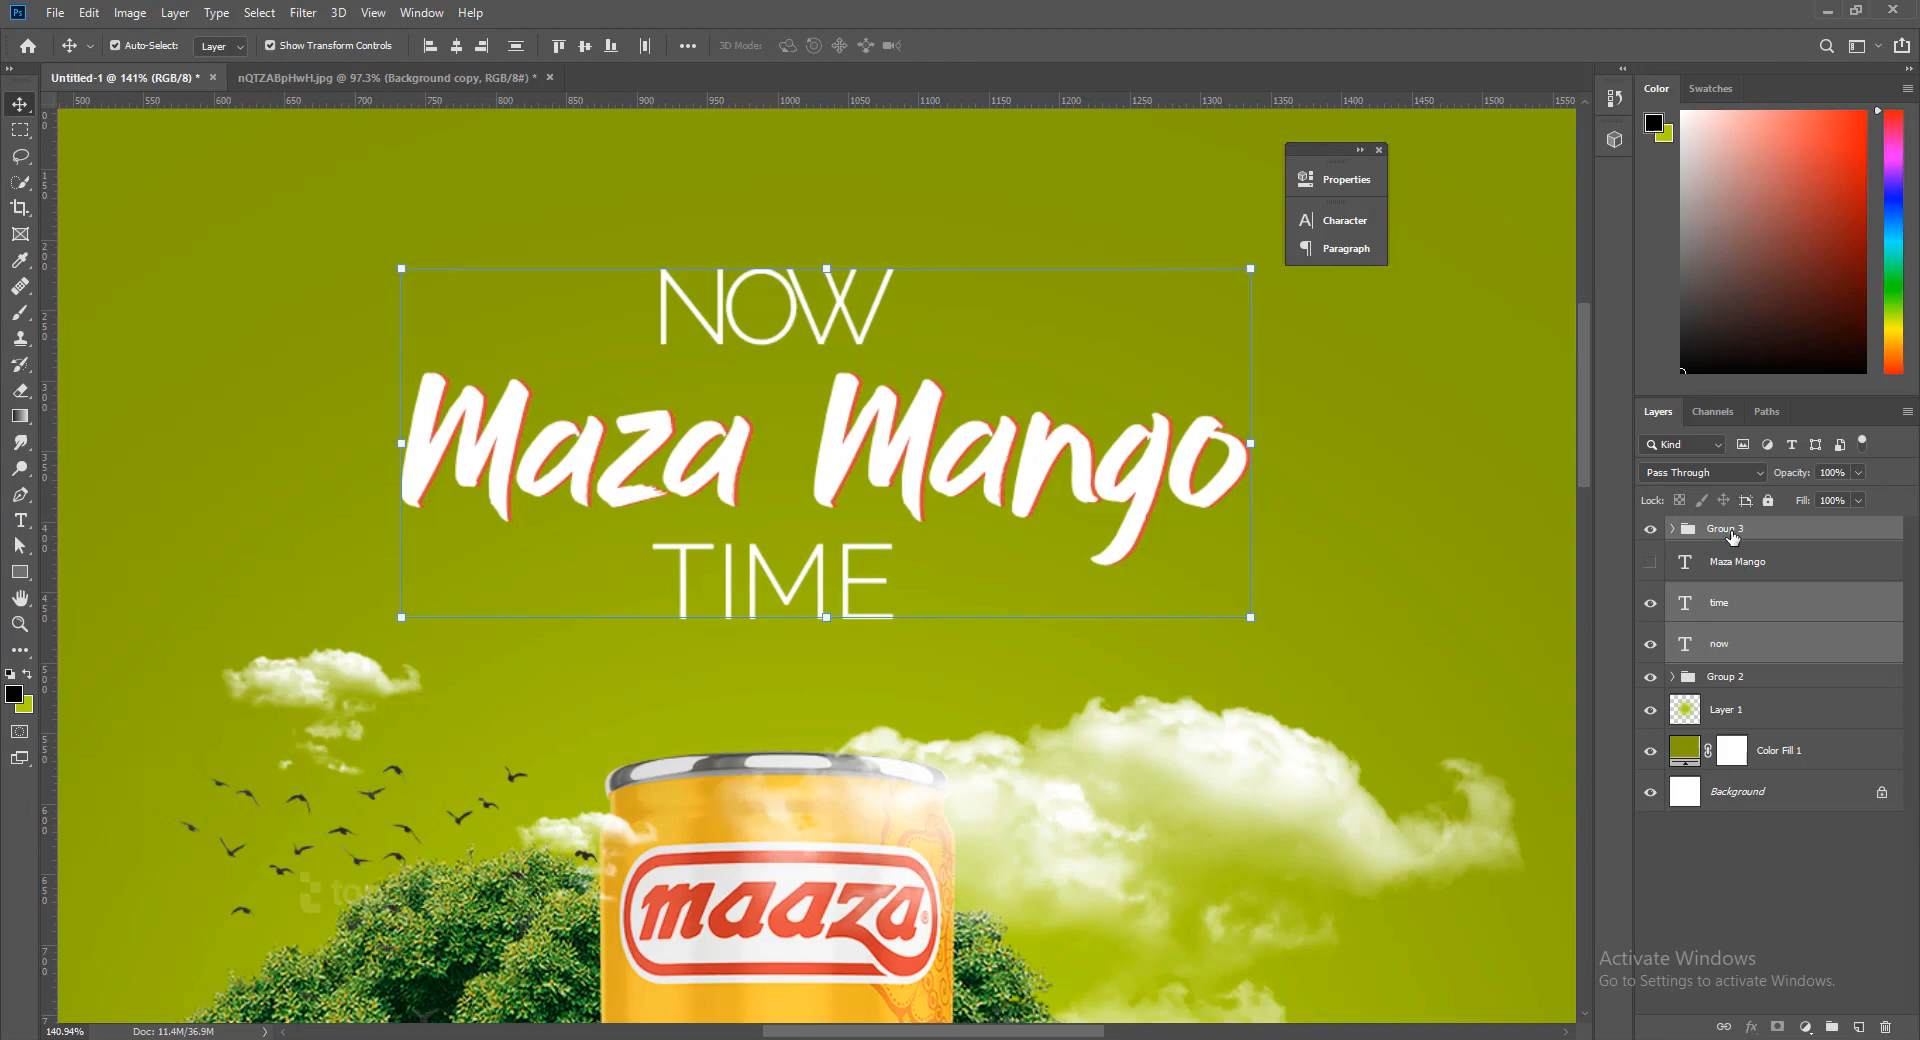 Ps File Edit Image Layer Type Select Filter 3D View Window Help
Auto-Select: Layer Show Transform Controls 3D Mode:
Untitled-1 @ 141% (RGB/8) * × nQTZABpHwH.jpg @ 97.3% (Background copy, RGB/8#) * ×
500 550 600 650 700 750 800 850 900 950 1000 1050 1100 1150 1200 1250 1300 1350 1400 1450 1500 1550
Properties
Character
Paragraph
NOW
Maza Mango
TIME
maaza®
Color Swatches
Layers Channels Paths
Kind
Pass Through Opacity: 100%
Lock: Fill: 100%
Group 3
Maza Mango
time
now
Group 2
Layer 1
Color Fill 1
Background
Activate Windows
Go to Settings to activate Windows.
140.94% Doc: 11.4M/36.9M